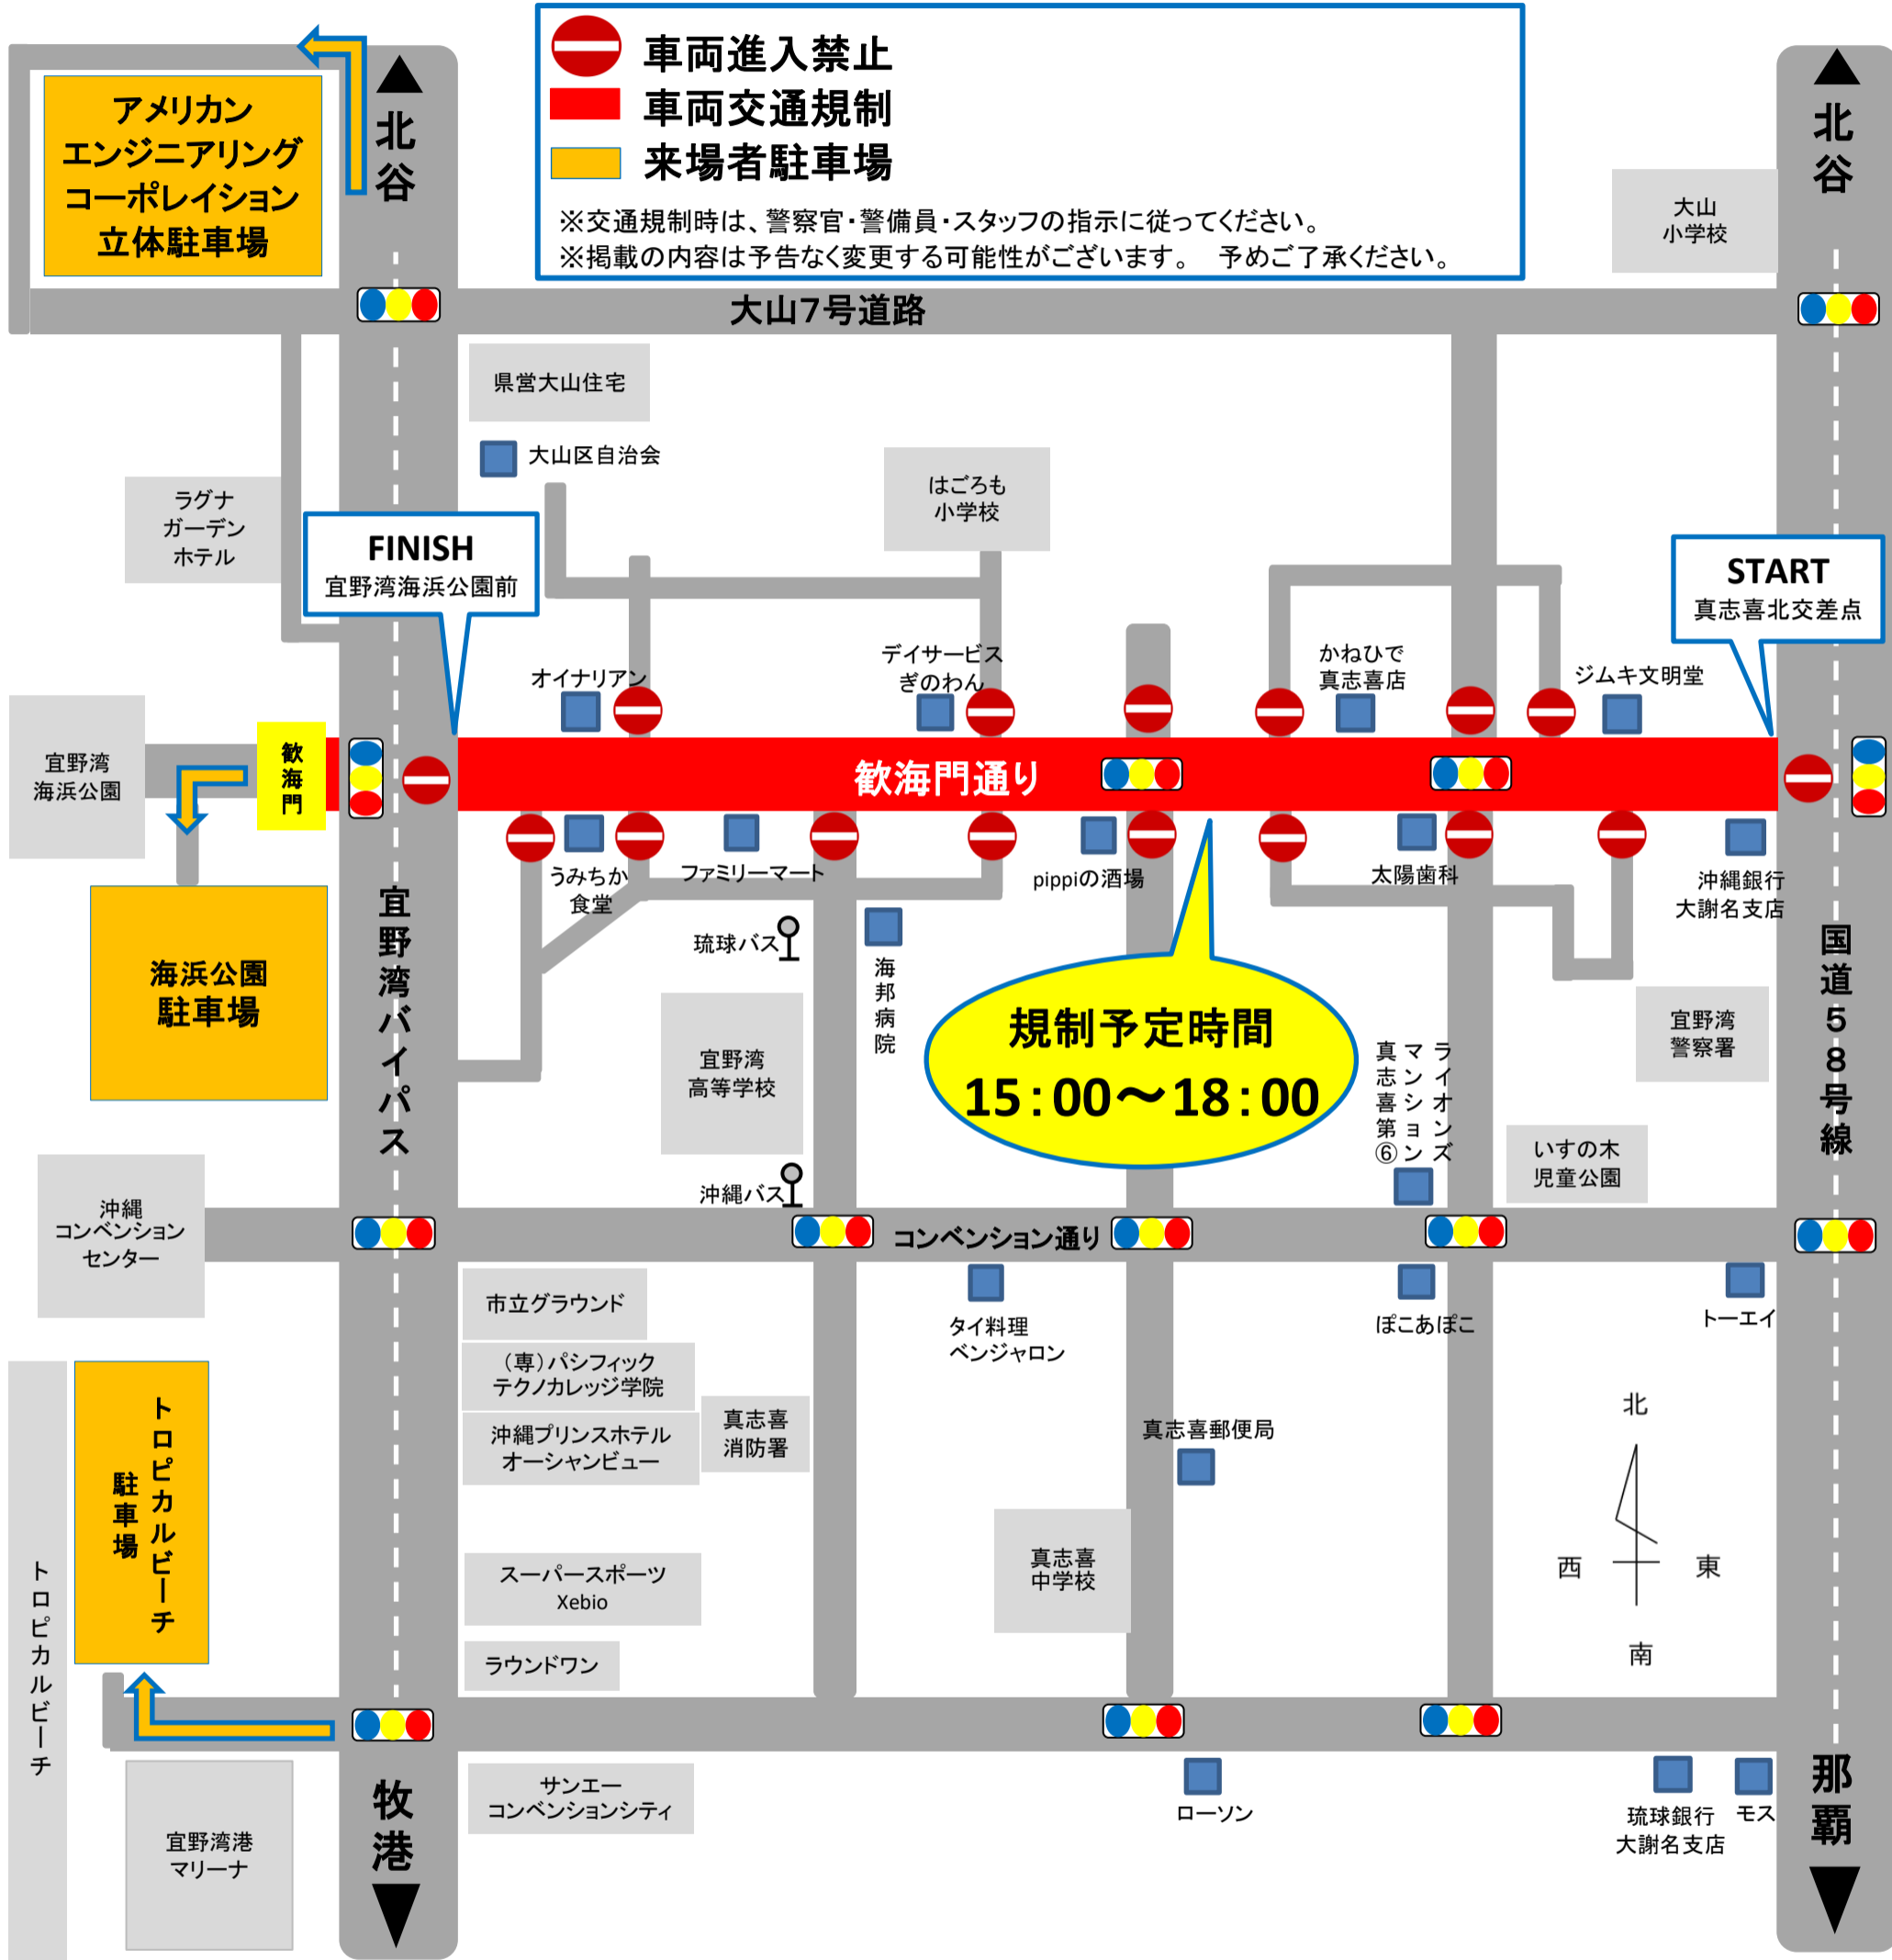 車両進入禁止
車両交通規制
来場者駐車場
※交通規制時は、警察官・警備員・スタッフの指示に従ってください。
※掲載の内容は予告なく変更する可能性がございます。　予めご了承ください。
アメリカン
エンジニアリング
コーポレイション
立体駐車場
北谷
北谷
大山
小学校
大山7号道路
県営大山住宅
大山区自治会
はごろも
小学校
ラグナ
ガーデン
ホテル
FINISH
宜野湾海浜公園前
START
真志喜北交差点
オイナリアン
デイサービス
ぎのわん
かねひで
真志喜店
ジムキ文明堂
宜野湾
海浜公園
歓海門
歓海門通り
うみちか
食堂
ファミリーマート
pippiの酒場
太陽歯科
沖縄銀行
大謝名支店
海浜公園
駐車場
宜野湾バイパス
琉球バス
海邦病院
国道58号線
規制予定時間
15：00～18：00
宜野湾
高等学校
宜野湾
警察署
ライオンズ
マンション
真志喜第⑥
いすの木
児童公園
沖縄バス
沖縄
コンベンション
センター
コンベンション通り
市立グラウンド
タイ料理
ベンジャロン
ぽこあぽこ
トーエイ
（専）パシフィック
テクノカレッジ学院
沖縄プリンスホテル
オーシャンビュー
真志喜
消防署
真志喜郵便局
トロピカルビーチ
駐車場
トロピカルビーチ
スーパースポーツ
Xebio
真志喜
中学校
北
西
東
南
ラウンドワン
サンエー
コンベンションシティ
ローソン
琉球銀行
大謝名支店
モス
宜野湾港
マリーナ
牧港
那覇